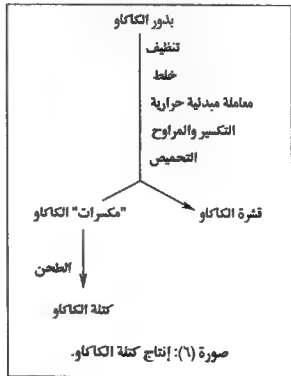 بذور الكاكاو
تنظيف
خلط
معاملة مبدئية حرارية
التكسير والمراوح
التحميص
"مكسرات" الكاكاو
قشرة الكاكاو
الطحن
كتلة الكاكاو
صورة (٦): إنتاج كتلة الكاكاو.